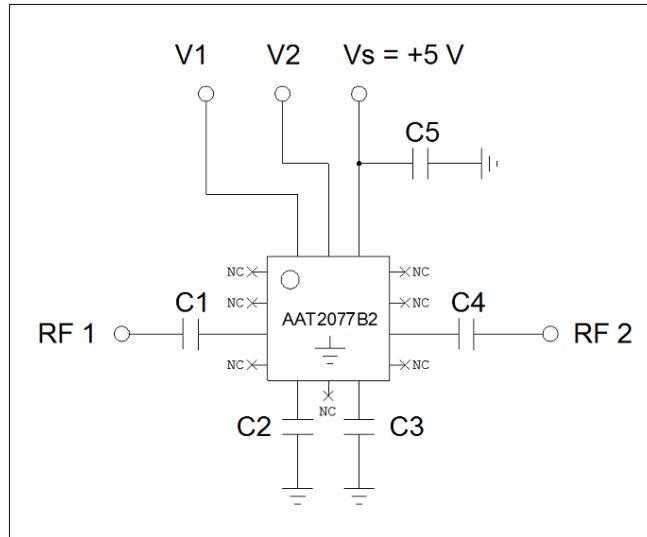 V1 V2 Vs = +5 V
C5
NC NC
C1 NC NC C4
AAT2077B2
RF 1 RF 2
NC NC
NC
C2 C3